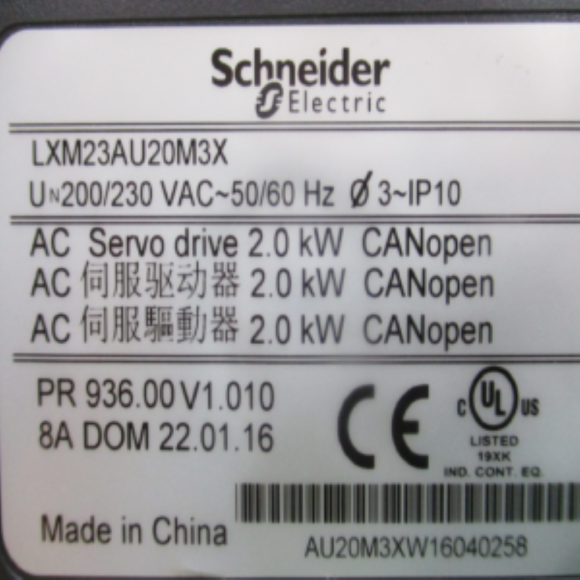 Schneider
Electric
LXM23AU20M3X
UN200/230 VAC~50/60 Hz Ø 3~IP10
AC Servo drive 2.0 kW CANopen
AC 伺服驱动器 2.0 kW CANopen
AC 伺服驅動器 2.0 kW CANopen
PR 936.00 V1.010
8A DOM 22.01.16
CE
C UL US
LISTED
19XK
IND. CONT. EQ.
Made in China
AU20M3XW16040258